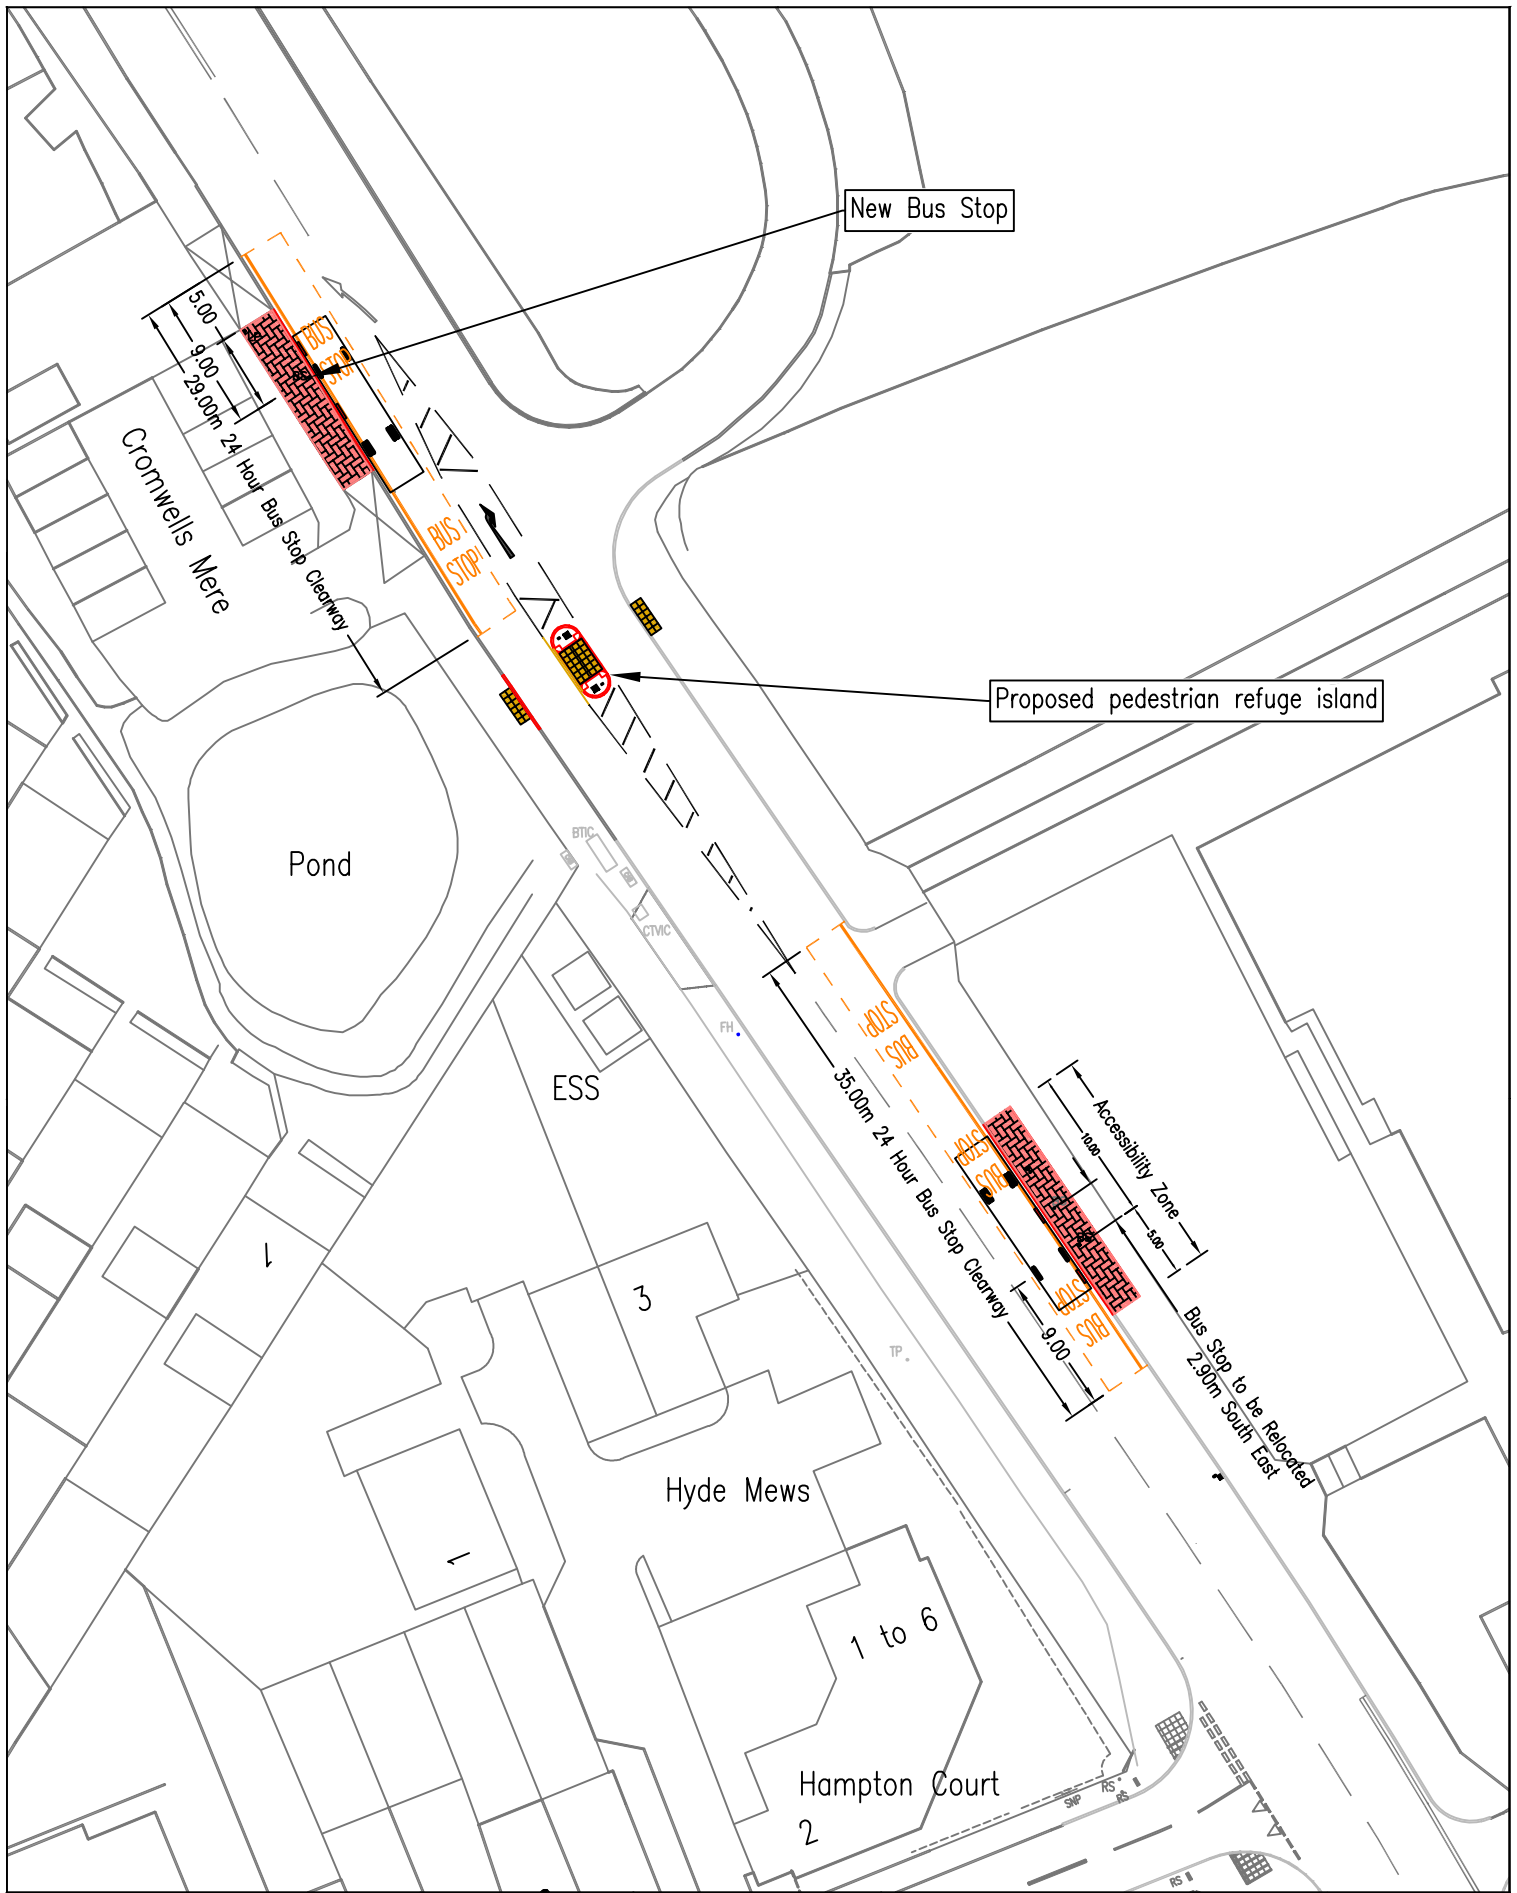 New Bus Stop
5.00
9.00
29.00m 24 Hour Bus Stop Clearway
BUS
STOP
Cromwells Mere
BUS
STOP
Proposed pedestrian refuge island
Pond
BTIC
CTVIC
FH
ESS
STOP
BUS
35.00m 24 Hour Bus Stop Clearway
Accessibility Zone
10.00
5.00
STOP
BUS
STOP
BUS
9.00
Bus Stop to be Relocated
2.90m South East
TP
1
3
1
Hyde Mews
1 to 6
Hampton Court
2
SNP
RS
RS
RS